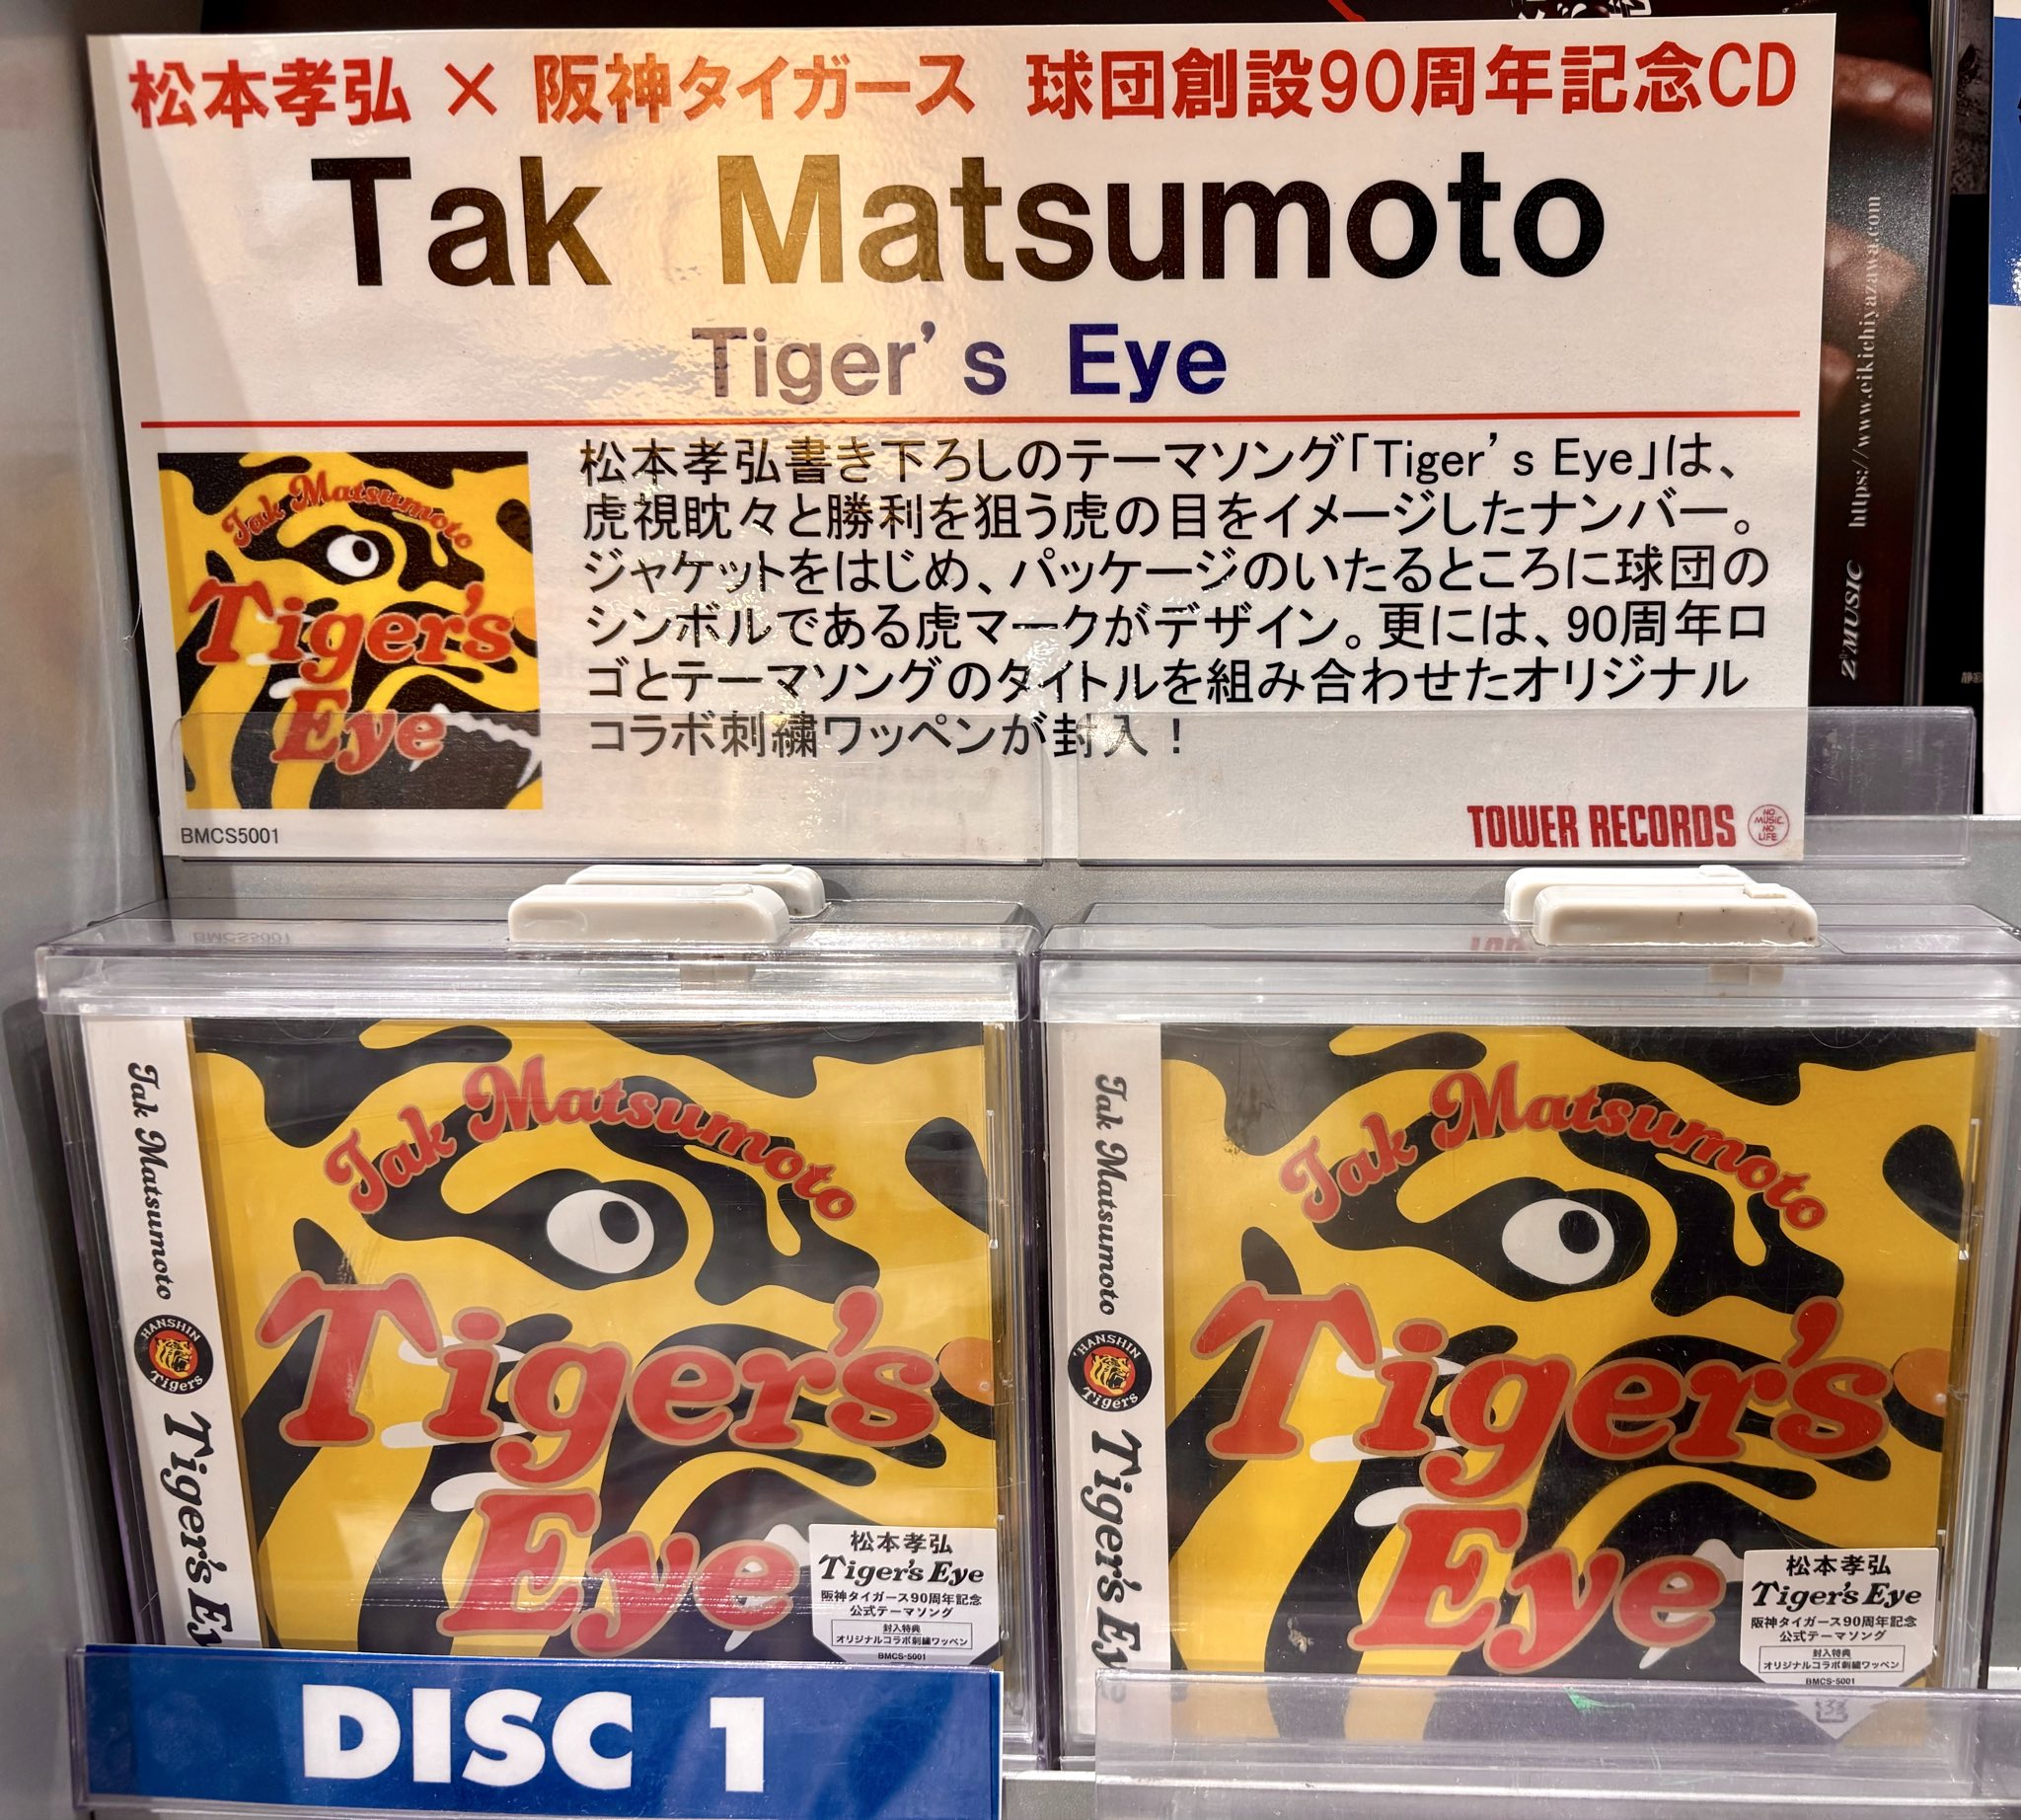 松本孝弘 × 阪神タイガース 球団創設90周年記念CD
Tak Matsumoto
Tiger's Eye
松本孝弘書き下ろしのテーマソング「Tiger's Eye」は、
虎視眈々と勝利を狙う虎の目をイメージしたナンバー。
ジャケットをはじめ、パッケージのいたるところに球団の
シンボルである虎マークがデザイン。更には、90周年ロ
ゴとテーマソングのタイトルを組み合わせたオリジナル
コラボ刺繍ワッペンが封入！
Tak Matsumoto
Tiger's
Eye
BMCS5001
TOWER RECORDS
NO
MUSIC,
NO
LIFE
Z'MUSIC https://www.eikichiyazawa.com
Tak Matsumoto
HANSHIN
Tigers
Tiger's Ey
Tak Matsumoto
Tiger's
Eye
松本孝弘
Tiger's Eye
阪神タイガース90周年記念
公式テーマソング
封入特典
オリジナルコラボ刺繍ワッペン
BMCS-5001
DISC 1
Tak Matsumoto
HANSHIN
Tigers
Tiger's Eye
Tak Matsumoto
Tiger's
Eye
松本孝弘
Tiger's Eye
阪神タイガース90周年記念
公式テーマソング
封入特典
オリジナルコラボ刺繍ワッペン
BMCS-5001